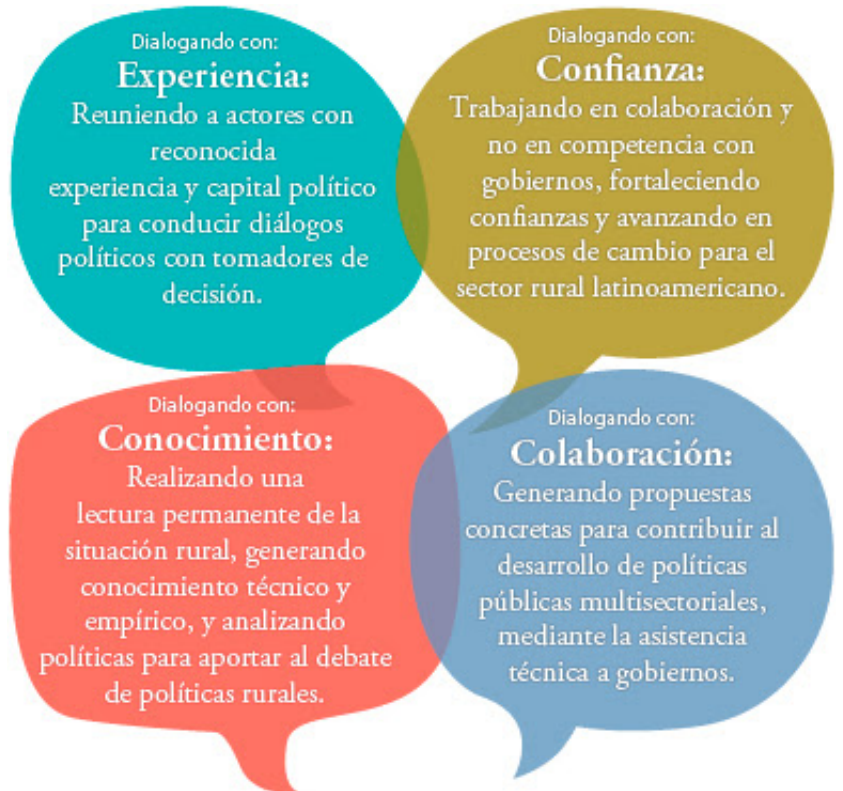 Dialogando con:
Experiencia:
Reuniendo a actores con
reconocida
experiencia y capital político
para conducir diálogos
políticos con tomadores de
decisión.
Dialogando con:
Confianza:
Trabajando en colaboración y
no en competencia con
gobiernos, fortaleciendo
confianzas y avanzando en
procesos de cambio para el
sector rural latinoamericano.
Dialogando con:
Conocimiento:
Realizando una
lectura permanente de la
situación rural, generando
conocimiento técnico y
empírico, y analizando
políticas para aportar al debate
de políticas rurales.
Dialogando con:
Colaboración:
Generando propuestas
concretas para contribuir al
desarrollo de políticas
públicas multisectoriales,
mediante la asistencia
técnica a gobiernos.